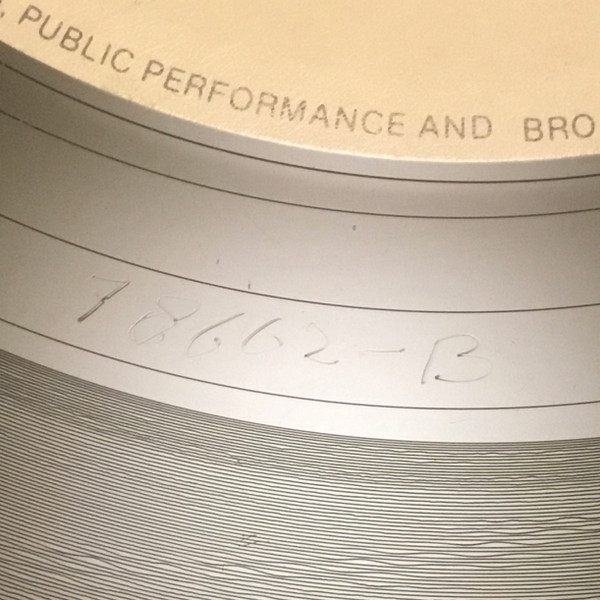 , PUBLIC PERFORMANCE AND BRO
78662-B